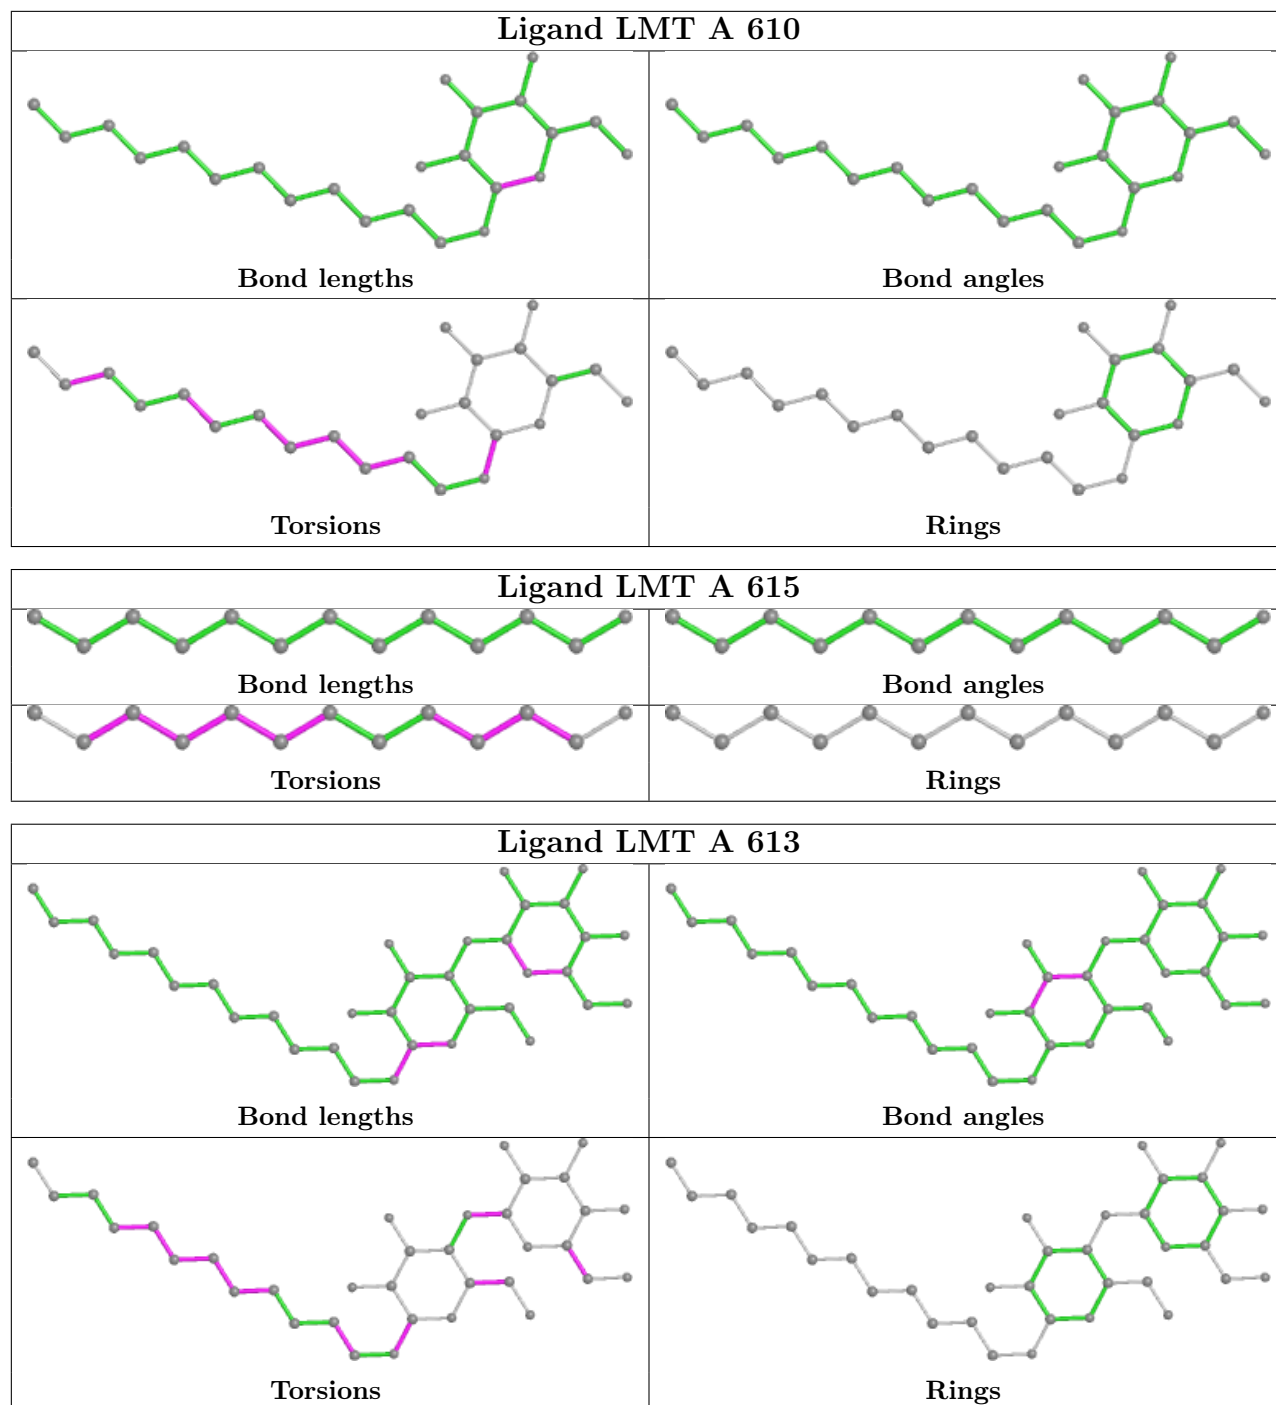 Ligand LMT A 610
Bond lengths
Bond angles
Torsions
Rings
Ligand LMT A 615
Bond lengths
Bond angles
Torsions
Rings
Ligand LMT A 613
Bond lengths
Bond angles
Torsions
Rings